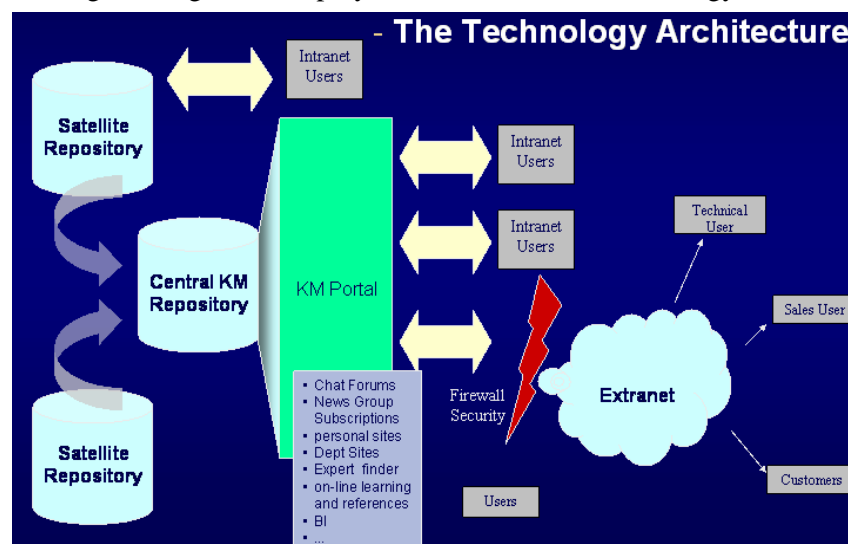 - The Technology Architecture
Intranet
Users
Satellite
Repository
Intranet
Users
Technical
User
Intranet
Users
Central KM
Repository
KM Portal
Sales User
• Chat Forums
• News Group
Subscriptions
• personal sites
• Dept Sites
• Expert finder
• on-line learning
and references
• BI
• ...
Firewall
Security
Extranet
Satellite
Repository
Users
Customers